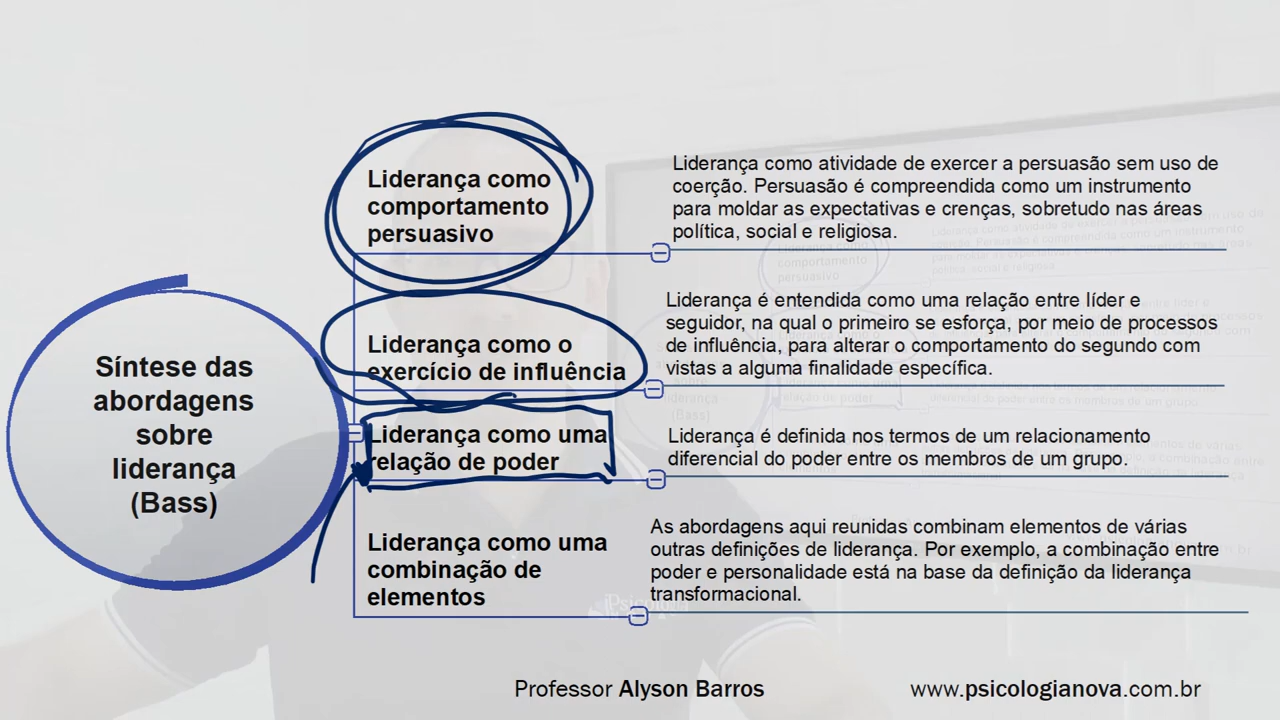 Liderança como
comportamento
persuasivo
Liderança como atividade de exercer a persuasão sem uso de
coerção. Persuasão é compreendida como um instrumento
para moldar as expectativas e crenças, sobretudo nas áreas
política, social e religiosa.
Liderança como o
exercício de influência
Liderança é entendida como uma relação entre líder e
seguidor, na qual o primeiro se esforça, por meio de processos
de influência, para alterar o comportamento do segundo com
vistas a alguma finalidade específica.
Síntese das
abordagens
sobre
liderança
(Bass)
Liderança como uma
relação de poder
Liderança é definida nos termos de um relacionamento
diferencial do poder entre os membros de um grupo.
Liderança como uma
combinação de
elementos
As abordagens aqui reunidas combinam elementos de várias
outras definições de liderança. Por exemplo, a combinação entre
poder e personalidade está na base da definição da liderança
transformacional.
Professor Alyson Barros
www.psicologianova.com.br